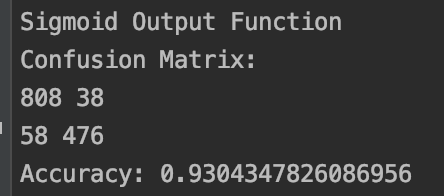 Sigmoid Output Function
Confusion Matrix:
808 38
58 476
Accuracy: 0.9304347826086956